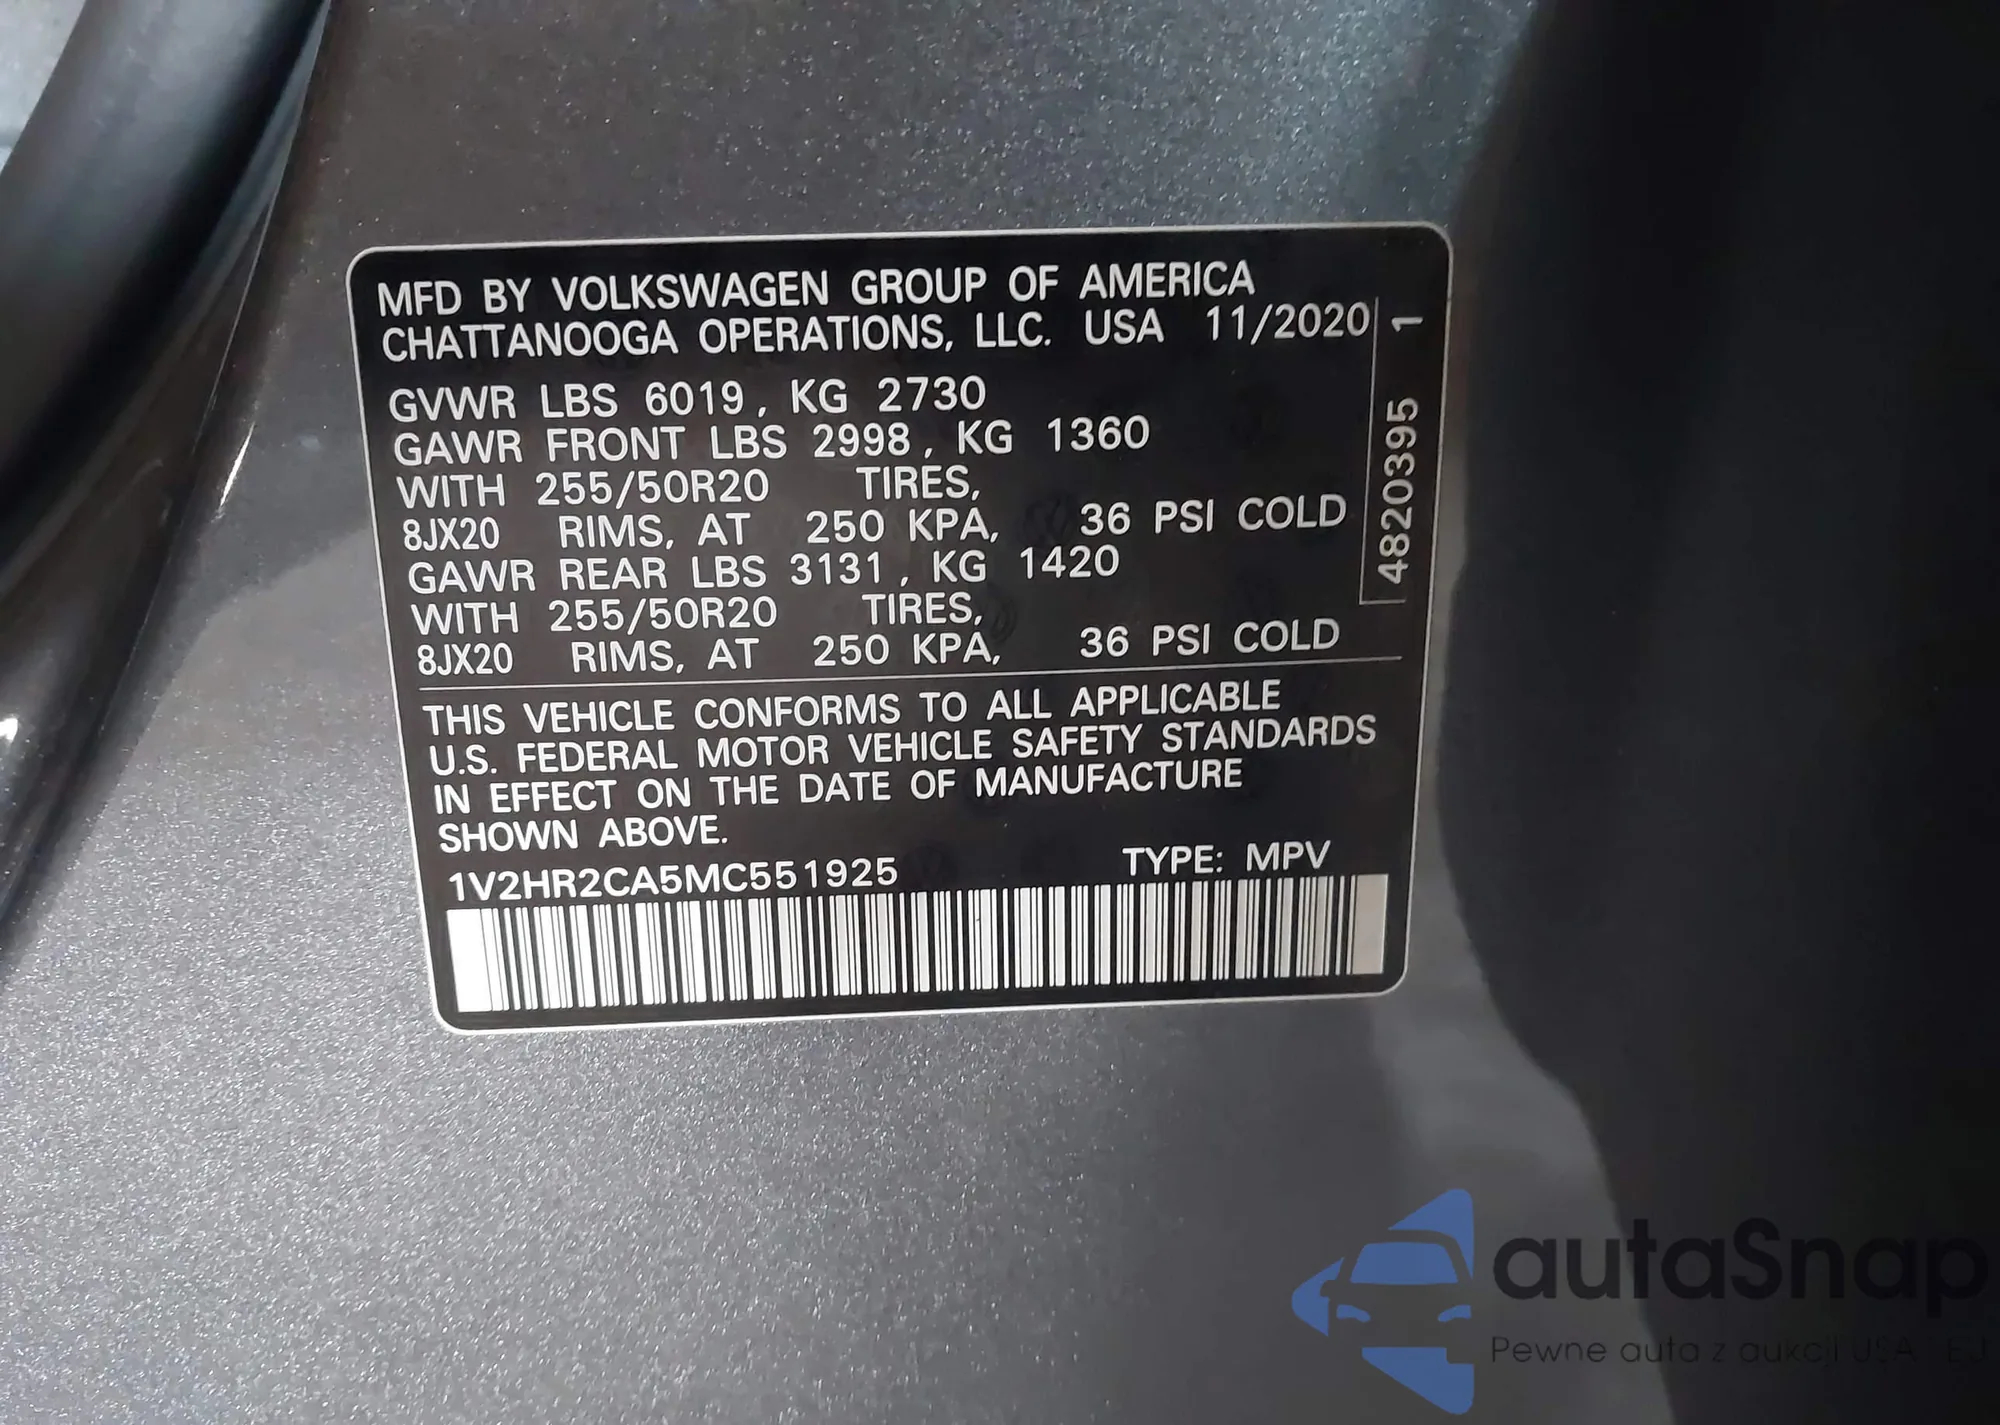 MFD BY VOLKSWAGEN GROUP OF AMERICA
CHATTANOOGA OPERATIONS, LLC. USA 11/2020
GVWR LBS 6019, KG 2730
GAWR FRONT LBS 2998, KG 1360
WITH 255/50R20 TIRES,
8JX20 RIMS, AT 250 KPA, 36 PSI COLD
GAWR REAR LBS 3131, KG 1420
WITH 255/50R20 TIRES,
8JX20 RIMS, AT 250 KPA, 36 PSI COLD
48203951 1
THIS VEHICLE CONFORMS TO ALL APPLICABLE
U.S. FEDERAL MOTOR VEHICLE SAFETY STANDARDS
IN EFFECT ON THE DATE OF MANUFACTURE
SHOWN ABOVE.
1V2HR2CA5MC551925 TYPE: MPV
autaSnap
Pewne auta z aukcji USA